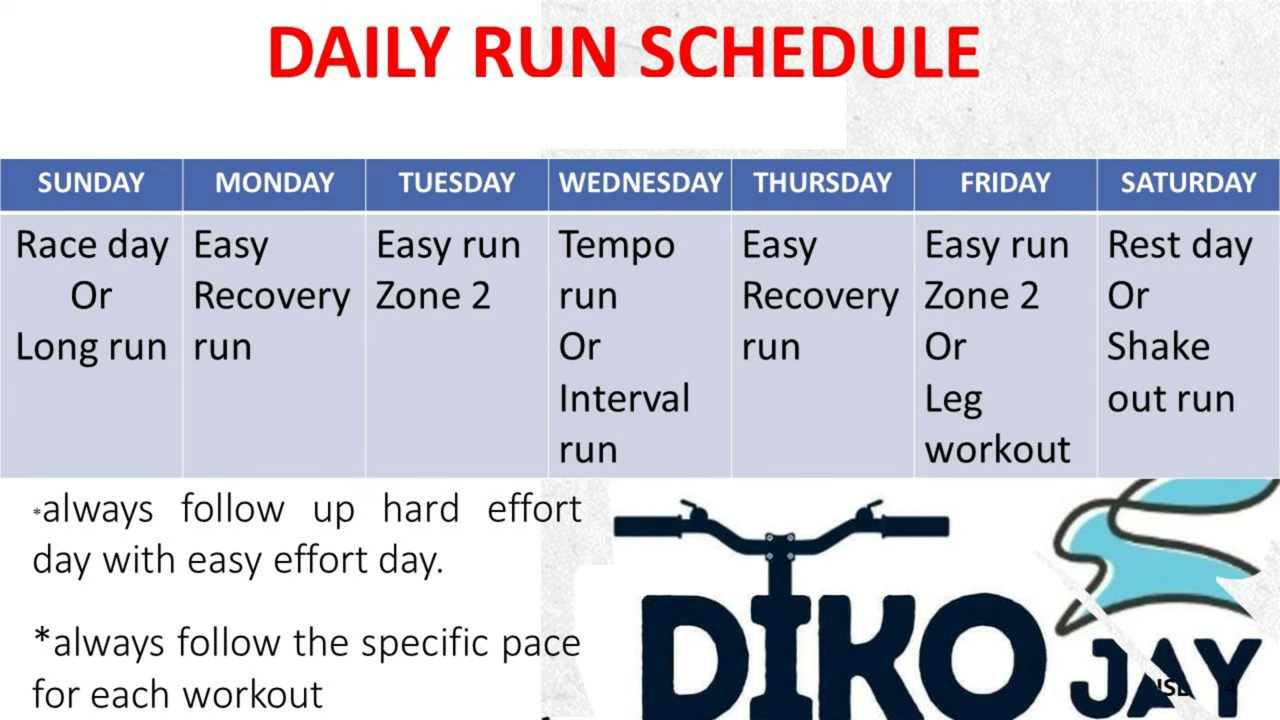 DAILY RUN SCHEDULE
SUNDAY MONDAY TUESDAY WEDNESDAY THURSDAY FRIDAY SATURDAY
Race day
Or
Long run
Easy
Recovery
run
Easy run
Zone 2
Tempo
run
Or
Interval
run
Easy
Recovery
run
Easy run
Zone 2
Or
Leg
workout
Rest day
Or
Shake
out run
*always follow up hard effort
day with easy effort day.
*always follow the specific pace
for each workout
DIKO
JAY
4